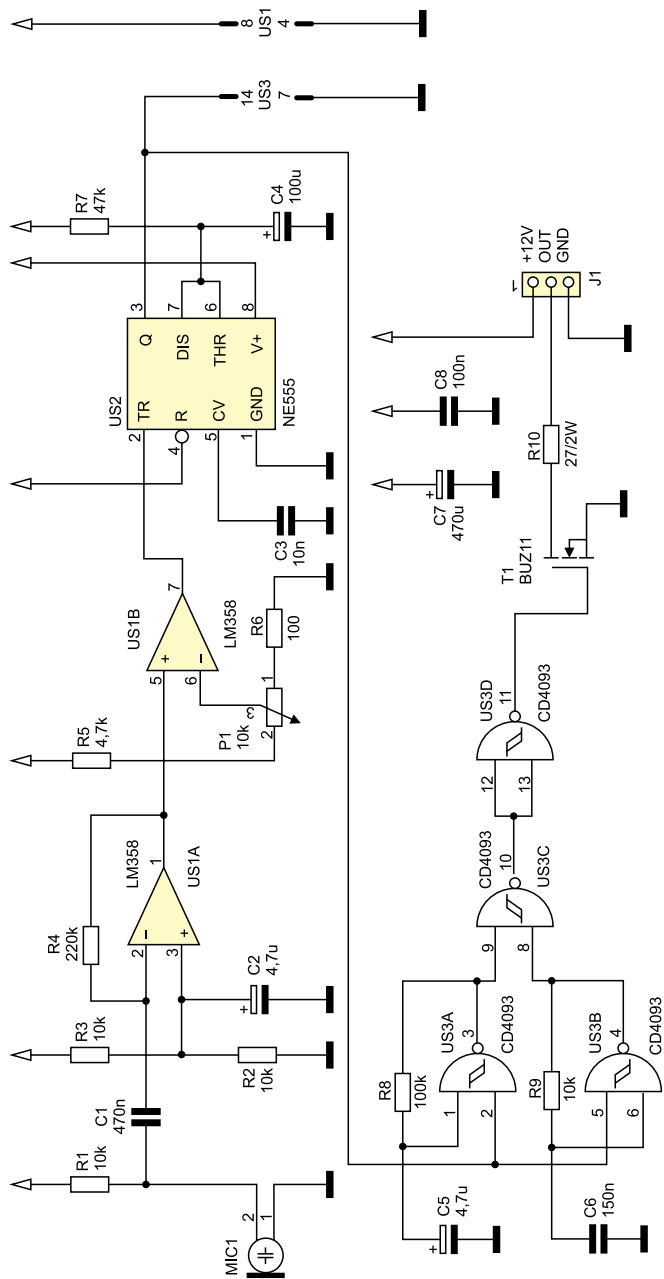 MIC1
2
1
R1
10k
C1
470n
R3
10k
R2
10k
C2
4,7u
R4
220k
2
3
–
+
1
LM358
US1A
R5
4,7k
P1
10k
2
3
1
R6
100
5
6
+
–
7
US1B
LM358
C3
10n
US2
NE555
2
TR
4
R
5
CV
1
GND
3
Q
7
DIS
6
THR
8
V+
R7
47k
+
C4
100u
14
US3
7
8
US1
4
+
C5
4,7u
C6
150n
R8
100k
R9
10k
1
2
3
US3A
CD4093
5
6
4
US3B
CD4093
9
8
10
CD4093
US3C
12
13
11
US3D
CD4093
T1
BUZ11
R10
27/2W
+
C7
470u
C8
100n
1
+12V
OUT
GND
J1
+